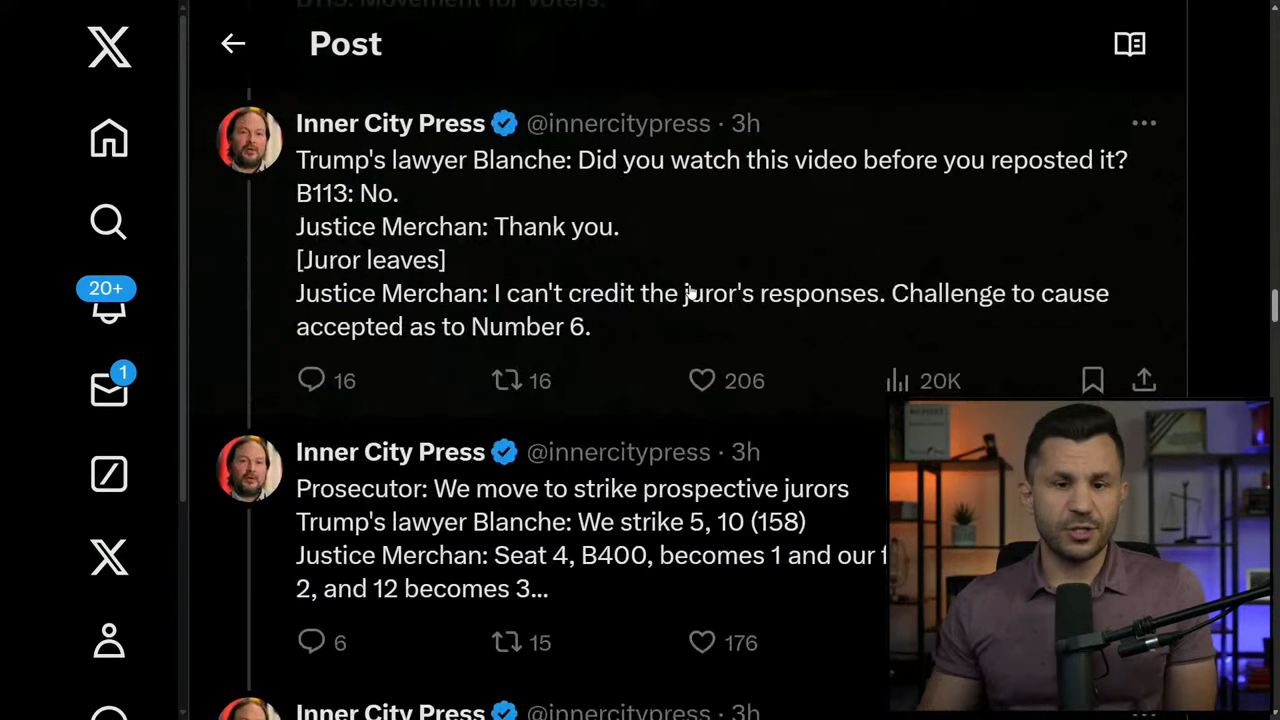 Post
Inner City Press @innercitypress · 3h
Trump's lawyer Blanche: Did you watch this video before you reposted it?
B113: No.
Justice Merchan: Thank you.
[Juror leaves]
Justice Merchan: I can't credit the juror's responses. Challenge to cause
accepted as to Number 6.
16 16 206 20K
20+
1
Inner City Press @innercitypress · 3h
Prosecutor: We move to strike prospective jurors
Trump's lawyer Blanche: We strike 5, 10 (158)
Justice Merchan: Seat 4, B400, becomes 1 and our
2, and 12 becomes 3...
6 15 176
Inner City Press @innercitypress · 3h